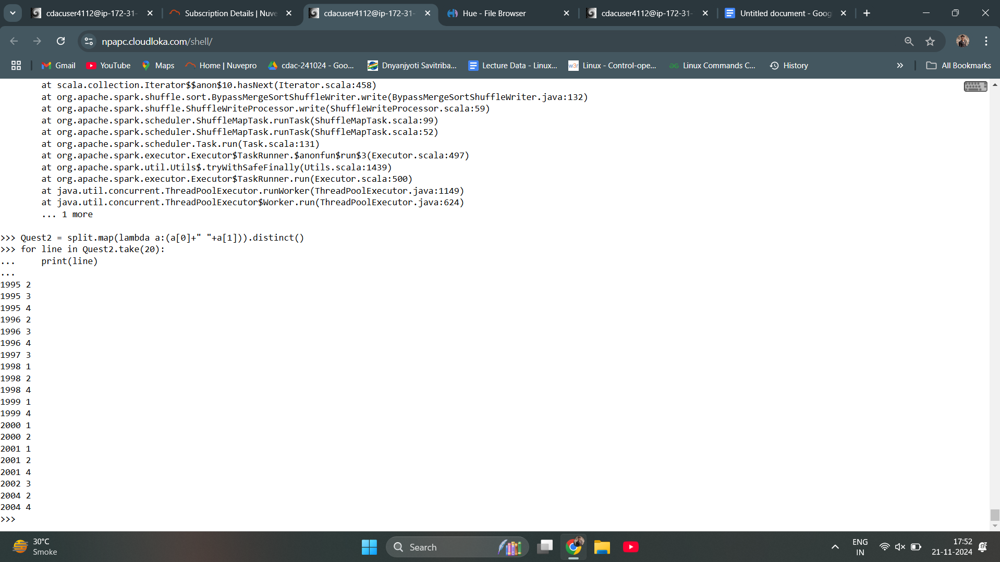 cdacuser4112@ip-172-31-
Subscription Details | Nuve
cdacuser4112@ip-172-31-
Hue - File Browser
cdacuser4112@ip-172-31-
Untitled document - Goog
npapc.cloudloka.com/shell/
Gmail
YouTube
Maps
Home | Nuvepro
cdac-241024 - Goo...
Dnyanjyoti Savitriba...
Lecture Data - Linux...
Linux - Control-ope...
Linux Commands C...
History
All Bookmarks
at scala.collection.Iterator$$anon$10.hasNext(Iterator.scala:458)
at org.apache.spark.shuffle.sort.BypassMergeSortShuffleWriter.write(BypassMergeSortShuffleWriter.java:132)
at org.apache.spark.shuffle.ShuffleWriteProcessor.write(ShuffleWriteProcessor.scala:59)
at org.apache.spark.scheduler.ShuffleMapTask.runTask(ShuffleMapTask.scala:99)
at org.apache.spark.scheduler.ShuffleMapTask.runTask(ShuffleMapTask.scala:52)
at org.apache.spark.scheduler.Task.run(Task.scala:131)
at org.apache.spark.executor.Executor$TaskRunner.$anonfun$run$3(Executor.scala:497)
at org.apache.spark.util.Utils$.tryWithSafeFinally(Utils.scala:1439)
at org.apache.spark.executor.Executor$TaskRunner.run(Executor.scala:500)
at java.util.concurrent.ThreadPoolExecutor.runWorker(ThreadPoolExecutor.java:1149)
at java.util.concurrent.ThreadPoolExecutor$Worker.run(ThreadPoolExecutor.java:624)
... 1 more
>>> Quest2 = split.map(lambda a:(a[0]+" "+a[1])).distinct()
>>> for line in Quest2.take(20):
...     print(line)
...
1995 2
1995 3
1995 4
1996 2
1996 3
1996 4
1997 3
1998 1
1998 2
1998 4
1999 1
1999 4
2000 1
2000 2
2001 1
2001 2
2001 4
2002 3
2004 2
2004 4
>>>
30°C
Smoke
Search
ENG
IN
17:52
21-11-2024